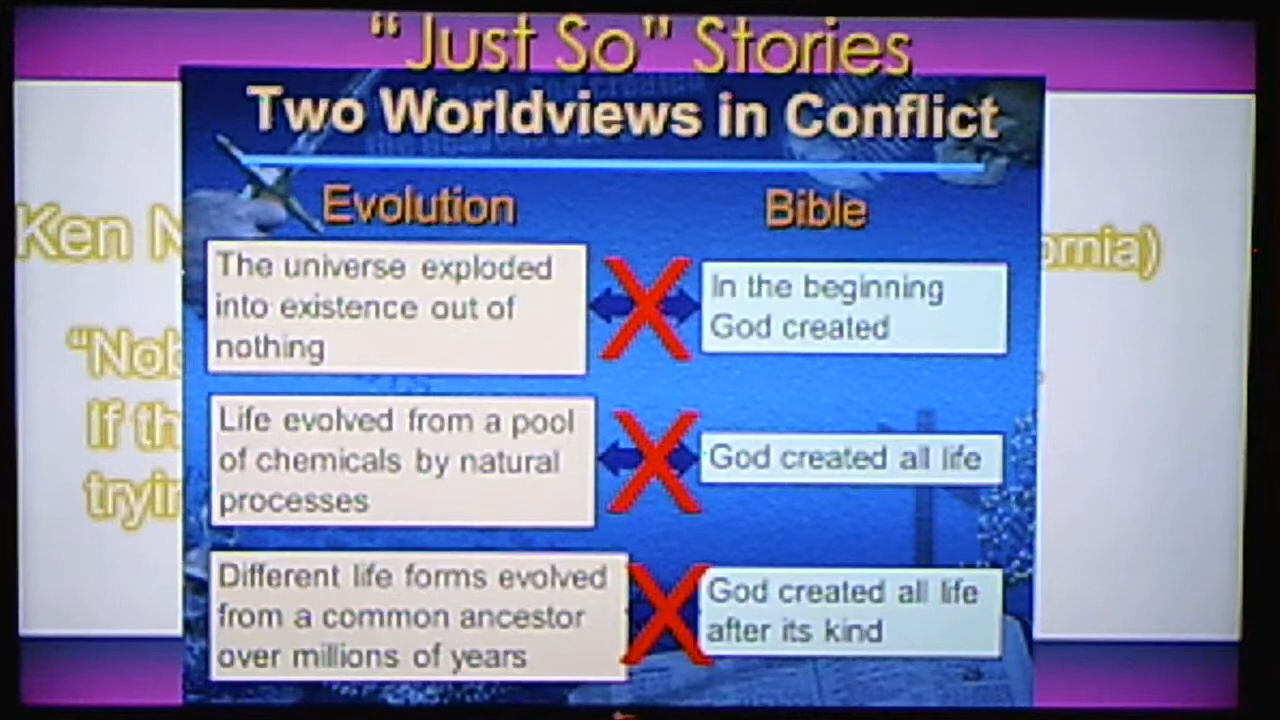 “Just So” Stories
Two Worldviews in Conflict
Evolution
Bible
The universe exploded
into existence out of
nothing
In the beginning
God created
Life evolved from a pool
of chemicals by natural
processes
God created all life
Different life forms evolved
from a common ancestor
over millions of years
God created all life
after its kind
Ken N
ornia)
“Nob
If th
tryin